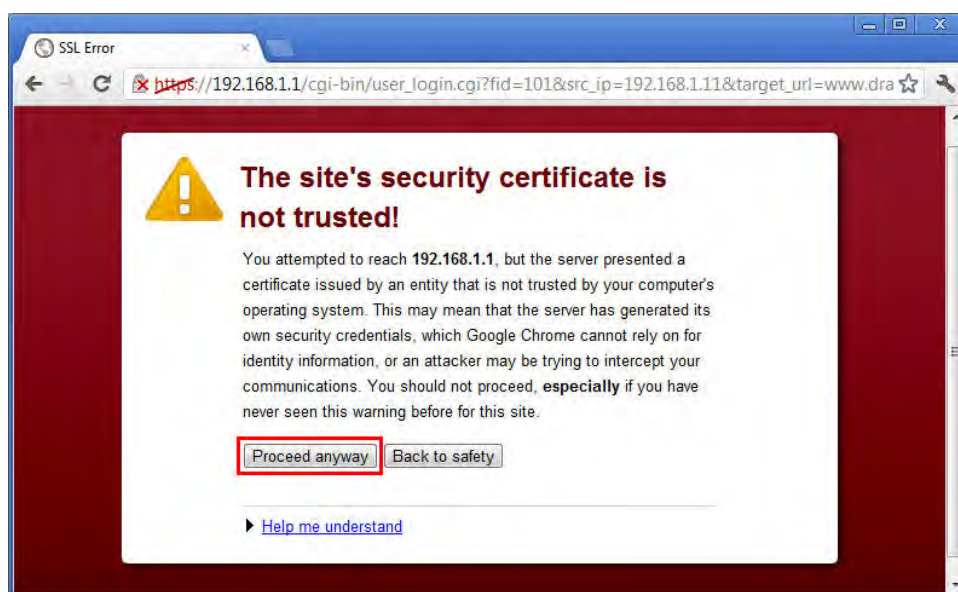 SSL Error
https://192.168.1.1/cgi-bin/user_login.cgi?fid=101&src_ip=192.168.1.11&target_url=www.dra
The site's security certificate is
not trusted!
You attempted to reach 192.168.1.1, but the server presented a
certificate issued by an entity that is not trusted by your computer's
operating system. This may mean that the server has generated its
own security credentials, which Google Chrome cannot rely on for
identity information, or an attacker may be trying to intercept your
communications. You should not proceed, especially if you have
never seen this warning before for this site.
Proceed anyway Back to safety
Help me understand